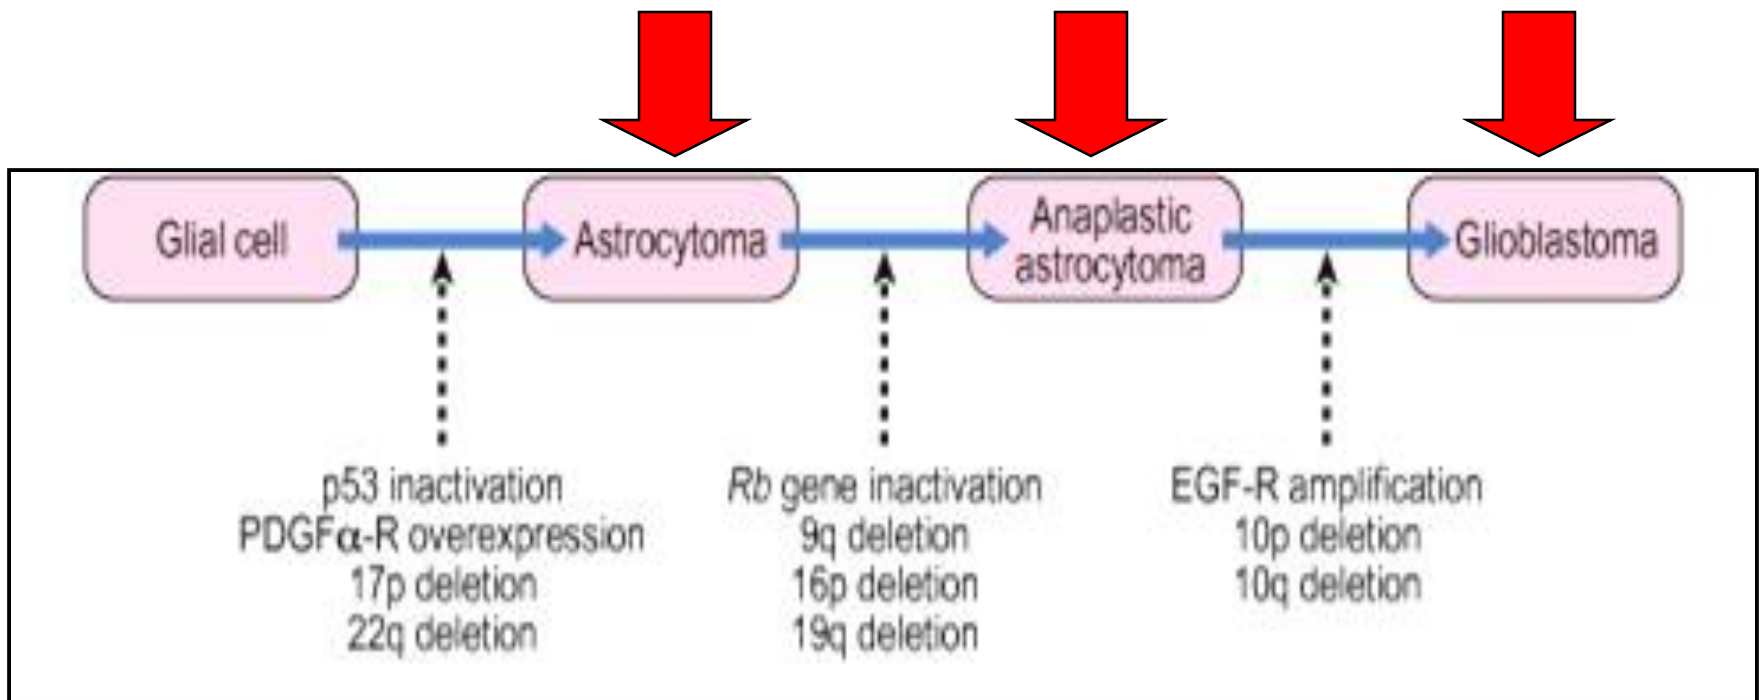 Glial cell
Astrocytoma
Anaplastic
astrocytoma
Glioblastoma
p53 inactivation
PDGFα-R overexpression
17p deletion
22q deletion
Rb gene inactivation
9q deletion
16p deletion
19q deletion
EGF-R amplification
10p deletion
10q deletion